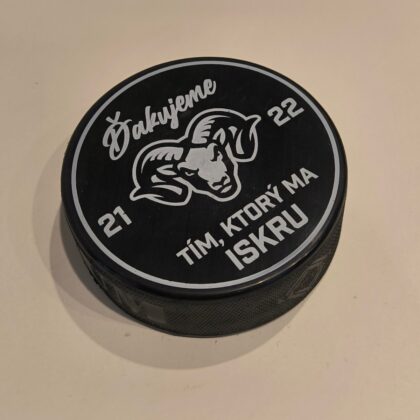 Ďakujeme
21
22
TÍM, KTORÝ MA
ISKRU